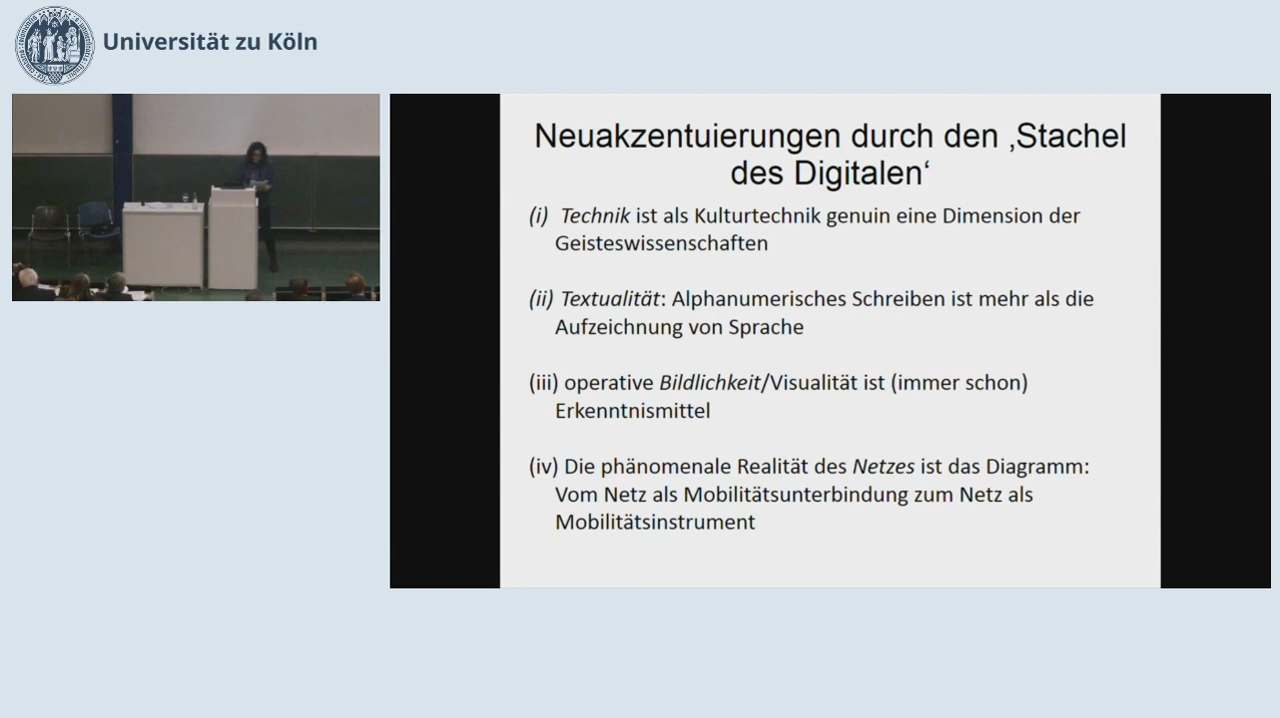 Universität zu Köln
Neuakzentuierungen durch den ‚Stachel
des Digitalen‘
(i) Technik ist als Kulturtechnik genuin eine Dimension der
Geisteswissenschaften
(ii) Textualität: Alphanumerisches Schreiben ist mehr als die
Aufzeichnung von Sprache
(iii) operative Bildlichkeit/Visualität ist (immer schon)
Erkenntnismittel
(iv) Die phänomenale Realität des Netzes ist das Diagramm:
Vom Netz als Mobilitätsunterbindung zum Netz als
Mobilitätsinstrument